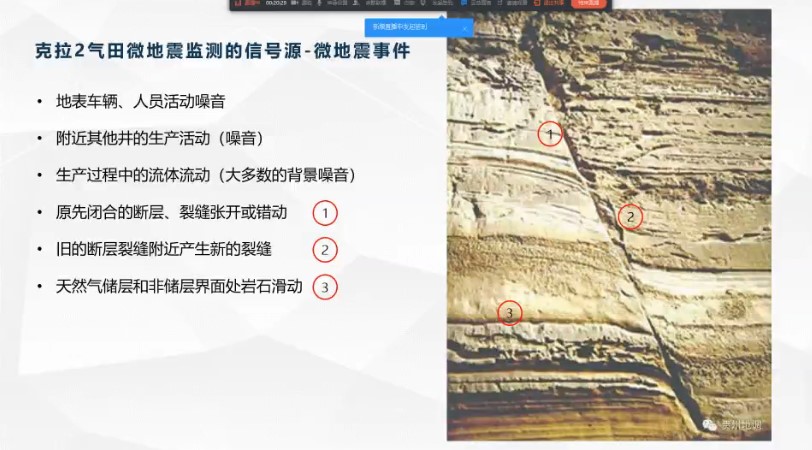 00:20:29
克拉2气田微地震监测的信号源-微地震事件
• 地表车辆、人员活动噪音
• 附近其他井的生产活动（噪音）
• 生产过程中的流体流动（大多数的背景噪音）
• 原先闭合的断层、裂缝张开或错动 1
• 旧的断层裂缝附近产生新的裂缝 2
• 天然气储层和非储层界面处岩石滑动 3
1
2
3